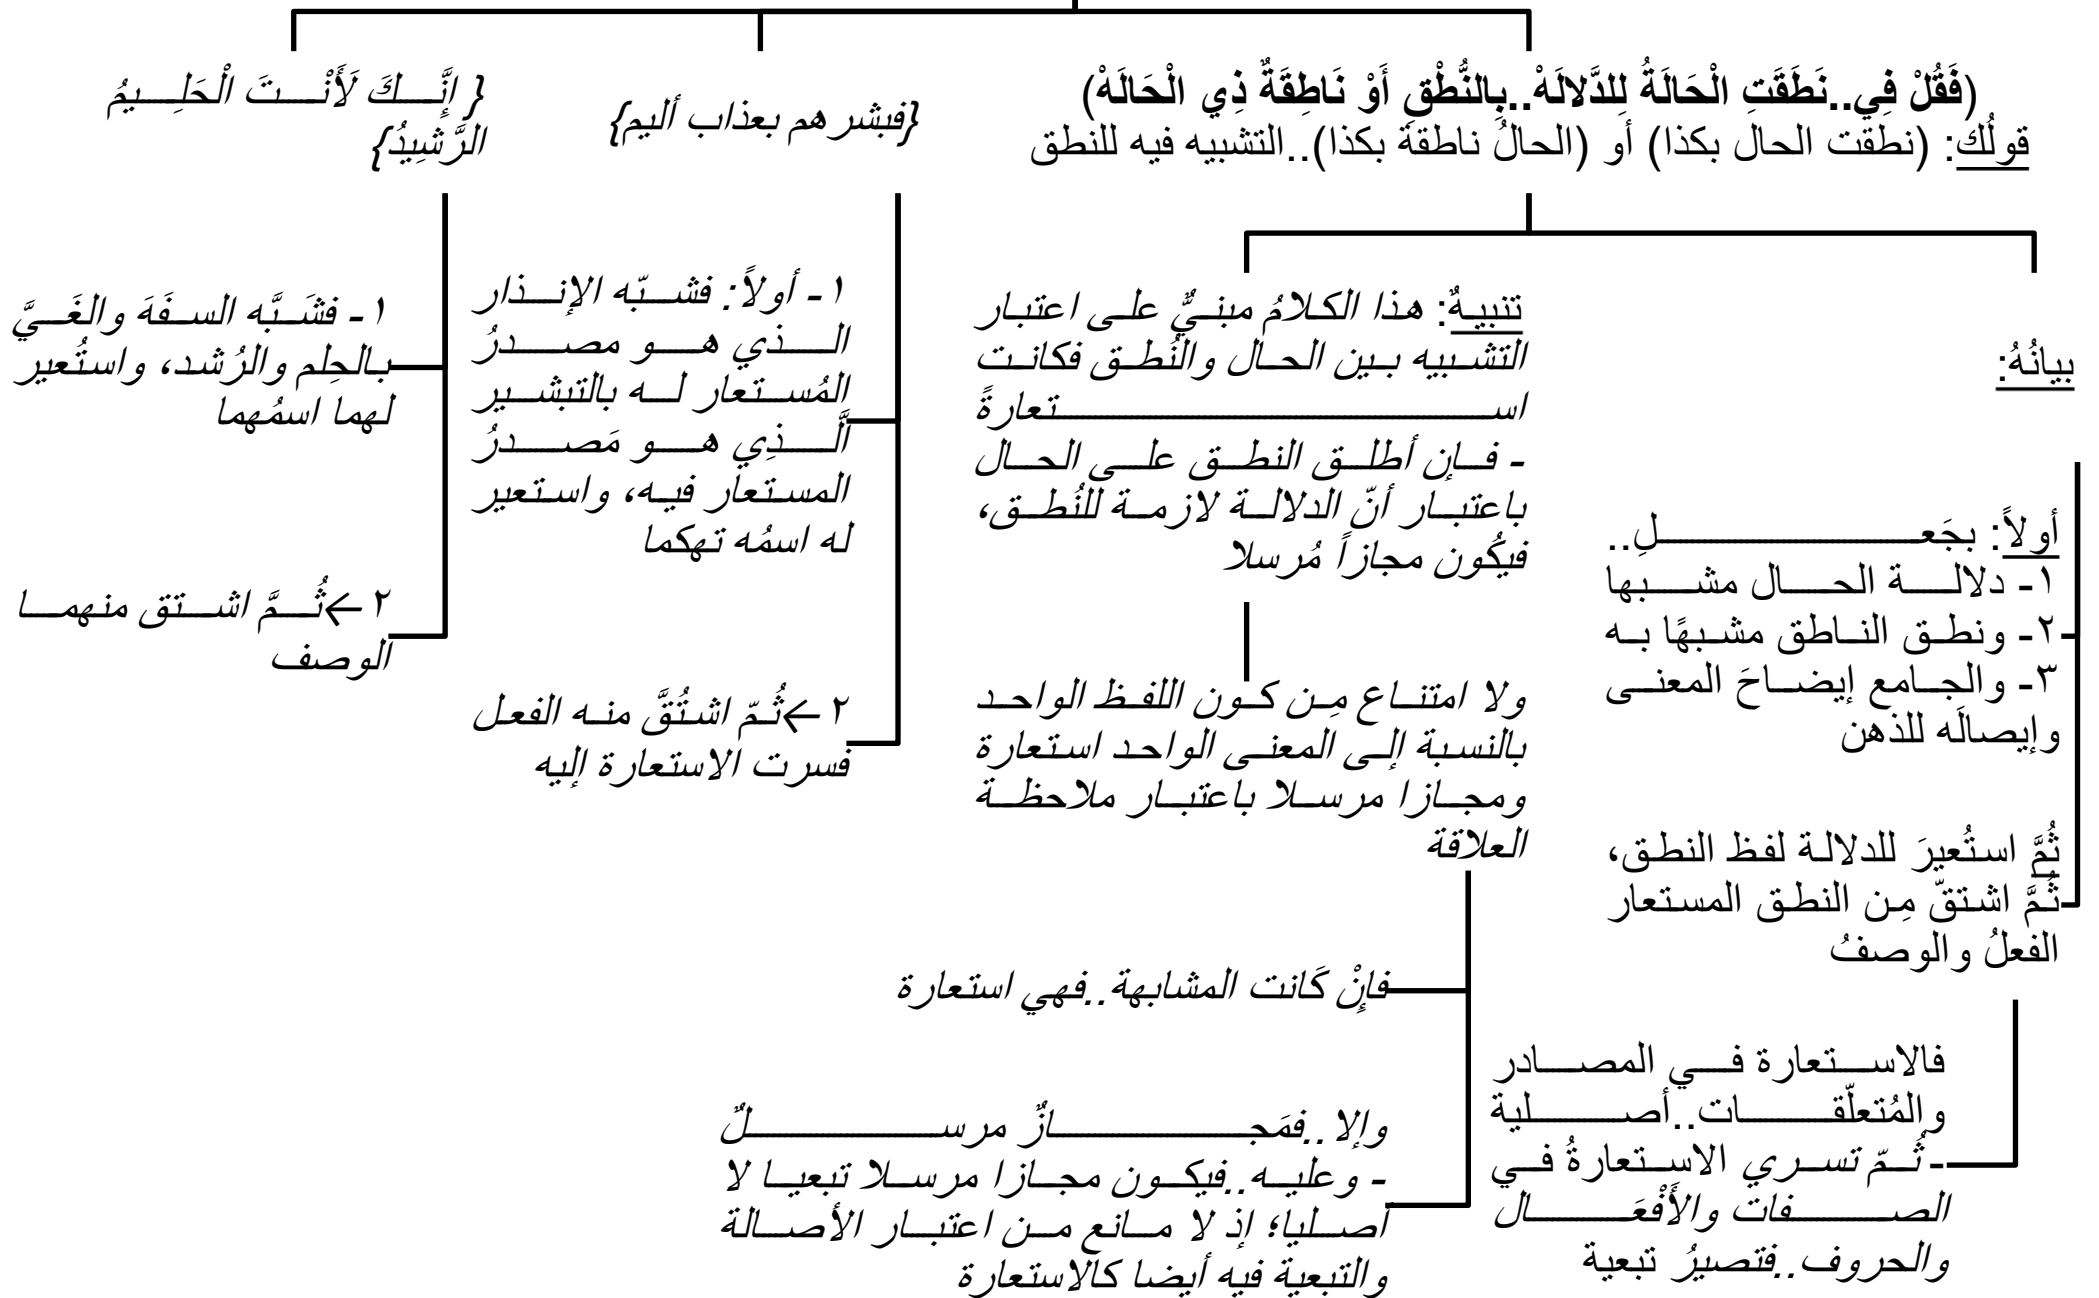 (فَقُلْ فِي..نَطَقَتِ الْحَالَةُ لِلدَّلالَهْ..بِالنُّطْقِ أَوْ نَاطِقَةٌ ذِي الْحَالَهْ)
قولُك: (نطقت الحال بكذا) أو (الحالُ ناطقة بكذا)..التشبيه فيه للنطق
{فبشرهم بعذاب أليم}
{إِنَّكَ لَأَنْتَ الْحَلِيمُ
الرَّشِيدُ}
بيانُهُ:
أولاً: بجَعلِ..
١- دلالة الحال مشبها
٢- ونطق الناطق مشبهًا به
٣- والجامع إيضاحَ المعنى
وإيصالَه للذهن
ثُمَّ استُعيرَ للدلالة لفظ النطق،
ثُمَّ اشتقّ مِن النطق المستعار
الفعلُ والوصفُ
فالاستعارة في المصادر
والمُتعلّقات..أصلية
- ثُمّ تسري الاستعارةُ في
الصفات والأَفْعَال
والحروف..فتصيرُ تبعية
تنبيهٌ: هذا الكلامُ مبنيٌّ على اعتبار
التشبيه بين الحال والنُطق فكانت
استعارةً
- فإن أطلق النطق على الحال
باعتبار أنّ الدلالة لازمة للنُطق،
فيكُون مجازاً مُرسلا
ولا امتناع مِن كون اللفظ الواحد
بالنسبة إلى المعنى الواحد استعارة
ومجازا مرسلا باعتبار ملاحظة
العلاقة
فإنْ كَانت المشابهة..فهي استعارة
وإلا..فمَجازٌ مرسلٌ
- وعليه..فيكون مجازا مرسلا تبعيا لا
أصليا؛ إذ لا مانع من اعتبار الأصالة
والتبعية فيه أيضا كالاستعارة
١- أولاً: فشبّه الإنذار
الذي هو مصدرُ
المُستعار له بالتبشير
الَّذِي هو مَصدرُ
المستعار فيه، واستعير
له اسمُه تهكما
٢ ←ثُمّ اشتُقَّ منه الفعل
فسرت الاستعارة إليه
١- فشَبَّه السفَهَ والغَيَّ
بالحِلم والرُشد، واستُعير
لهما اسمُهما
٢ ←ثُمَّ اشتق منهما
الوصف